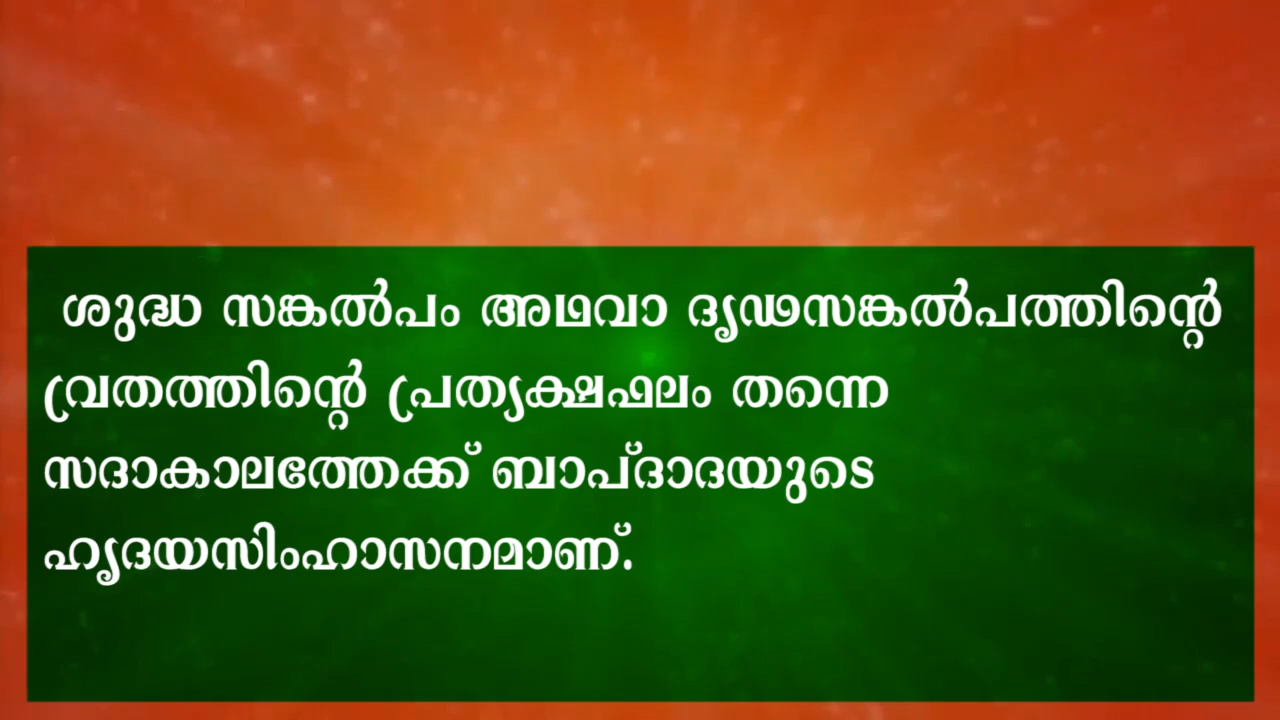 ശുദ്ധ സങ്കൽപം അഥവാ ദൃഢസങ്കൽപത്തിന്റെ
വ്രതത്തിന്റെ പ്രത്യക്ഷഫലം തന്നെ
സദാകാലത്തേക്ക് ബാപ്ദാദയുടെ
ഹൃദയസിംഹാസനമാണ്.